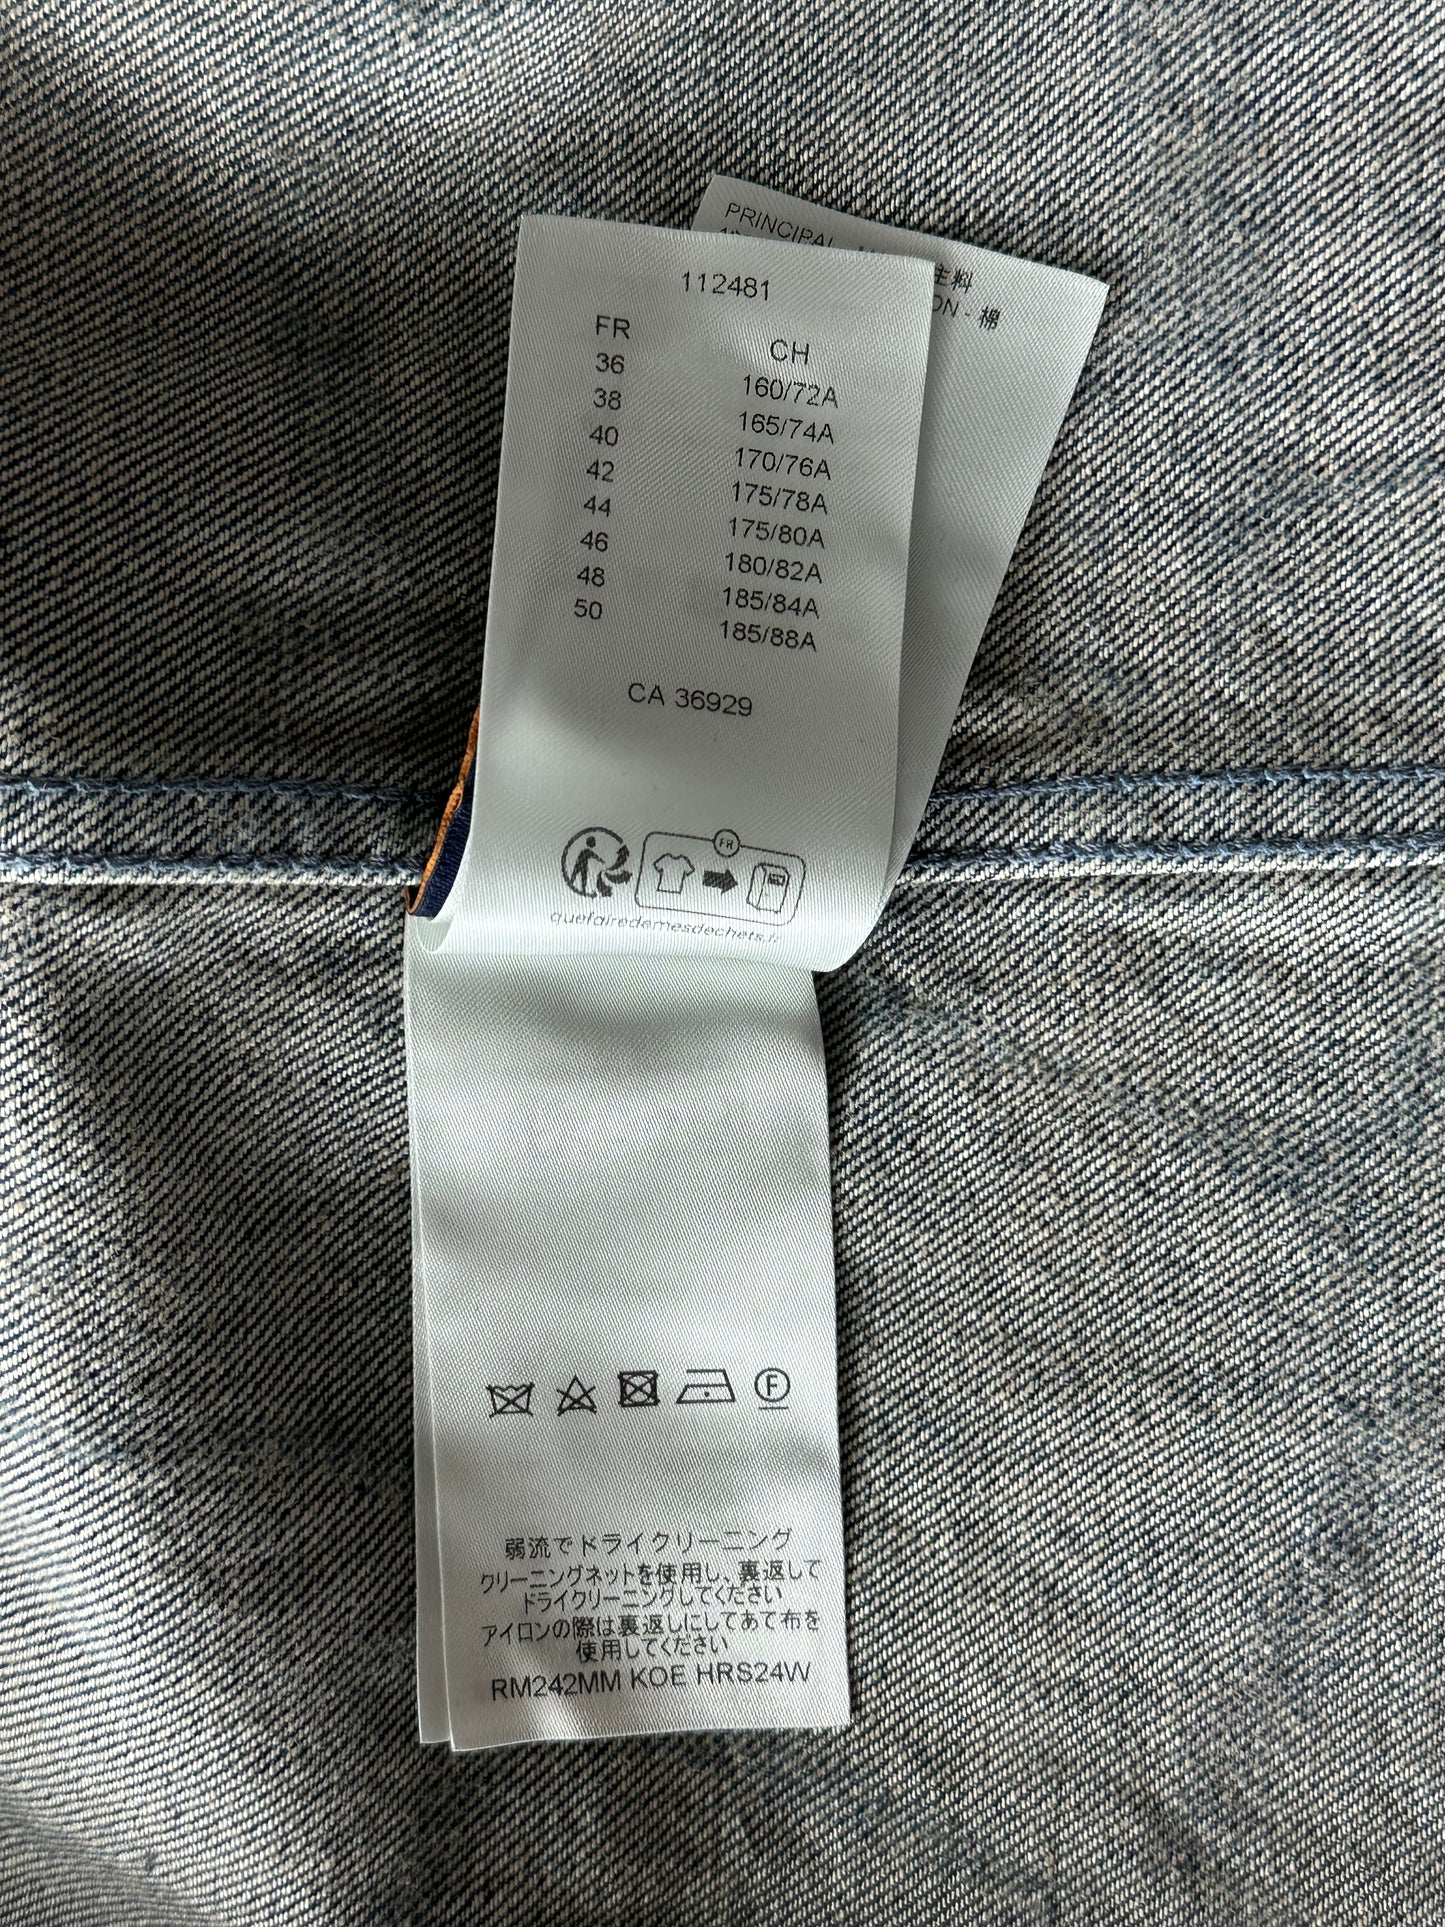 PRINCIPAL
主料
ON - 棉
112481
FR CH
36 160/72A
38 165/74A
40 170/76A
42 175/78A
44 175/80A
46 180/82A
48 185/84A
50 185/88A
CA 36929
FR
quefairedemesdechets.fr
F
弱流でドライクリーニング
クリーニングネットを使用し、裏返して
ドライクリーニングしてください
アイロンの際は裏返しにしてあて布を
使用してください
RM242MM KOE HRS24W